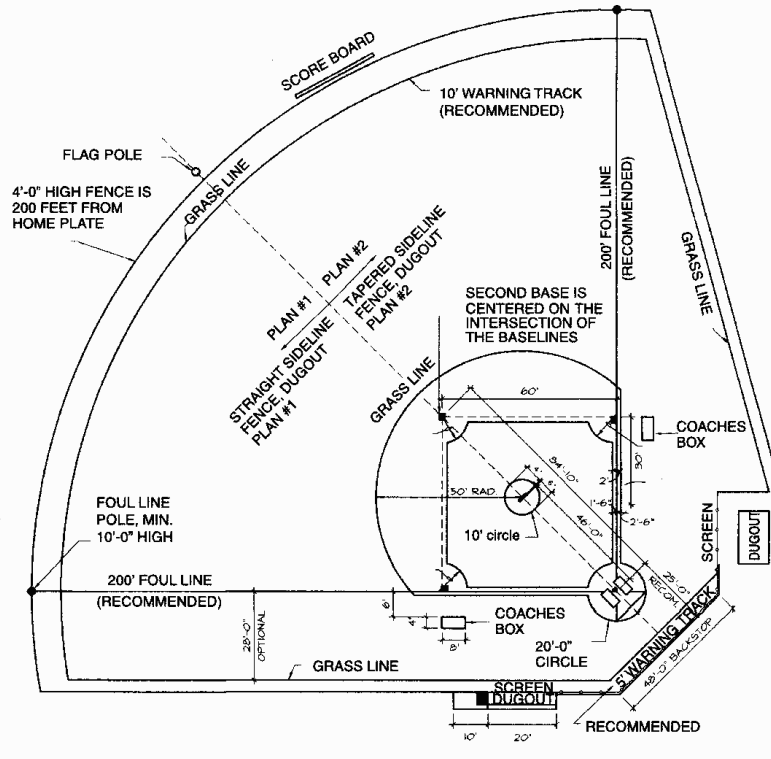 SCORE BOARD
10' WARNING TRACK
(RECOMMENDED)
FLAG POLE
GRASS LINE
4'-0" HIGH FENCE IS
200 FEET FROM
HOME PLATE
200' FOUL LINE
(RECOMMENDED)
GRASS LINE
PLAN #1
PLAN #2
TAPERED SIDELINE
FENCE, DUGOUT
PLAN #2
STRAIGHT SIDELINE
FENCE, DUGOUT
PLAN #1
SECOND BASE IS
CENTERED ON THE
INTERSECTION OF
THE BASELINES
GRASS LINE
60'
COACHES
BOX
84'-10"
30'
4'
6"
2'
50' RAD.
1'-6"
2'-6"
46'-0"
10' circle
FOUL LINE
POLE, MIN.
10'-0" HIGH
SCREEN
DUGOUT
25'-0"
RECOM.
200' FOUL LINE
(RECOMMENDED)
28'-0"
OPTIONAL
6'
4'
8'
COACHES
BOX
20'-0"
CIRCLE
5' WARNING TRACK
48'-0" BACKSTOP
GRASS LINE
SCREEN
DUGOUT
RECOMMENDED
10'
20'